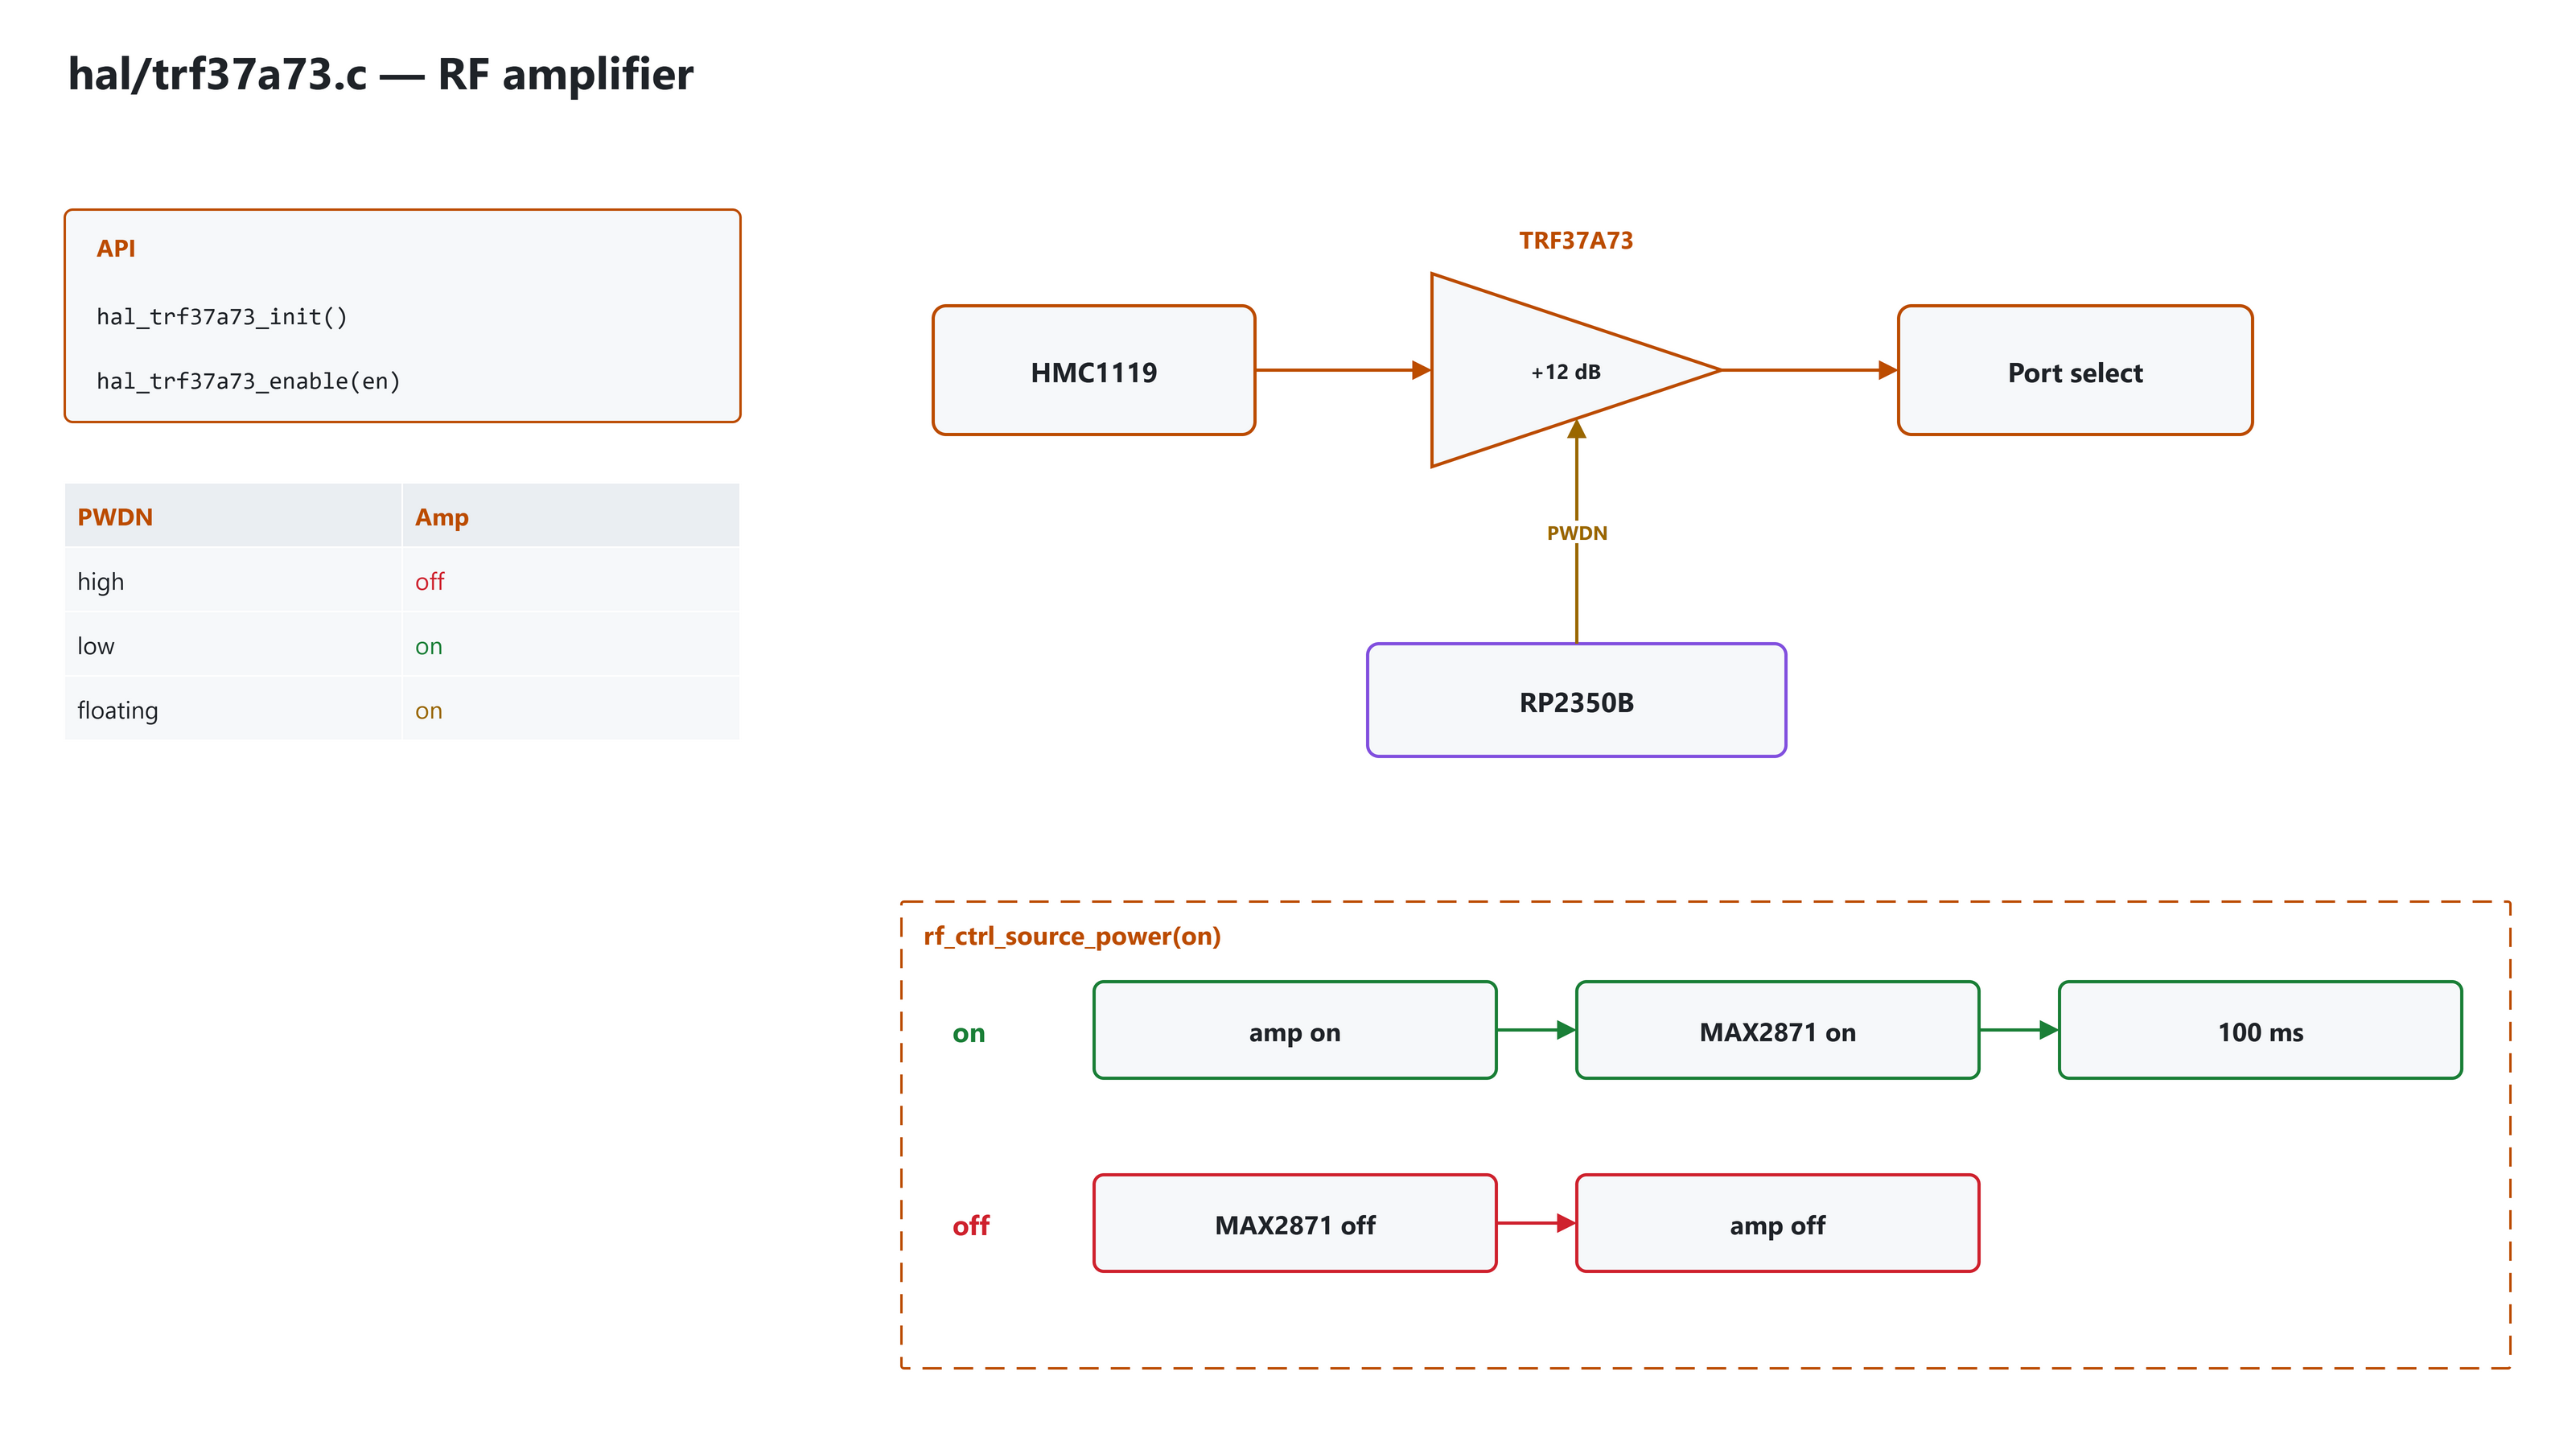 hal/trf37a73.c — RF amplifier
API
hal_trf37a73_init()
hal_trf37a73_enable(en)
PWDN Amp
high off
low on
floating on
TRF37A73
HMC1119
+12 dB
Port select
PWDN
RP2350B
rf_ctrl_source_power(on)
on amp on MAX2871 on 100 ms
off MAX2871 off amp off